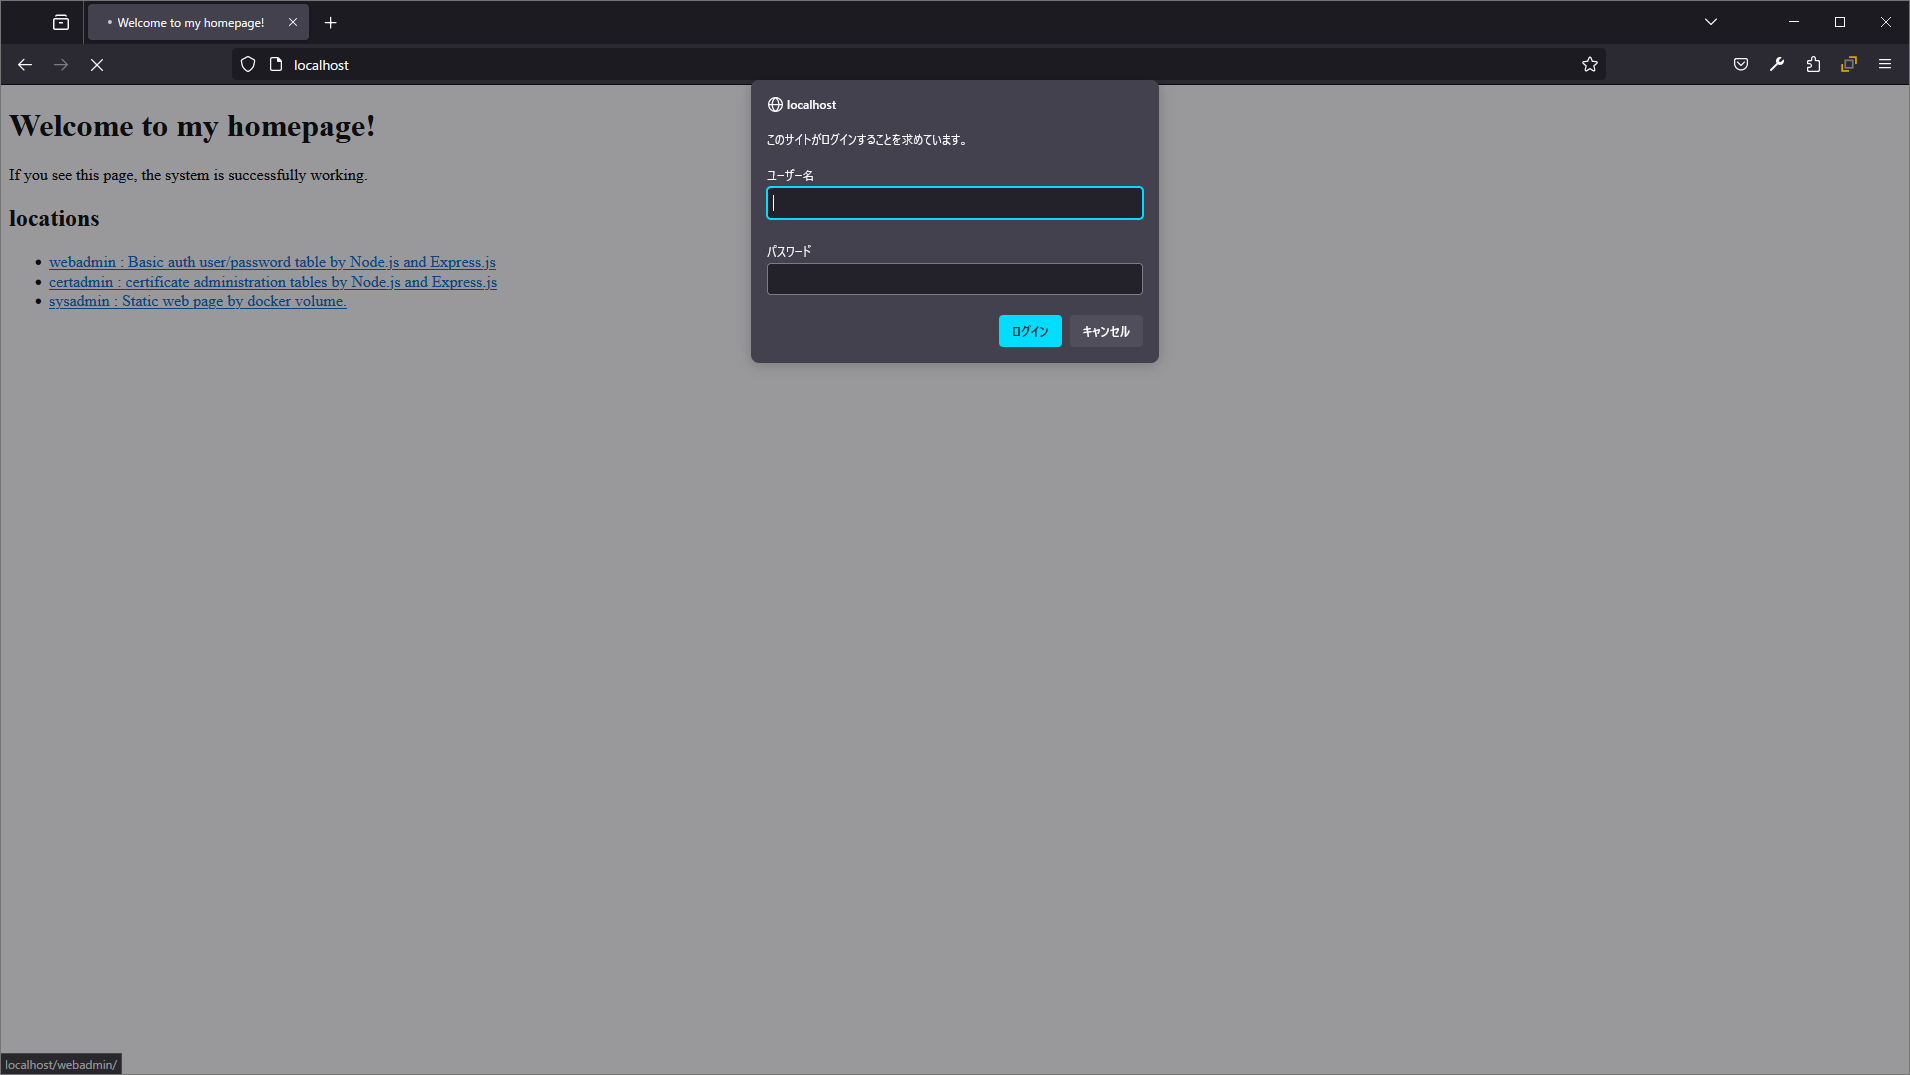 Welcome to my homepage!
localhost
localhost
このサイトがログインすることを求めています。
ユーザー名
パスワード
ログイン
キャンセル
Welcome to my homepage!
If you see this page, the system is successfully working.
locations
webadmin : Basic auth user/password table by Node.js and Express.js
certadmin : certificate administration tables by Node.js and Express.js
sysadmin : Static web page by docker volume.
localhost/webadmin/